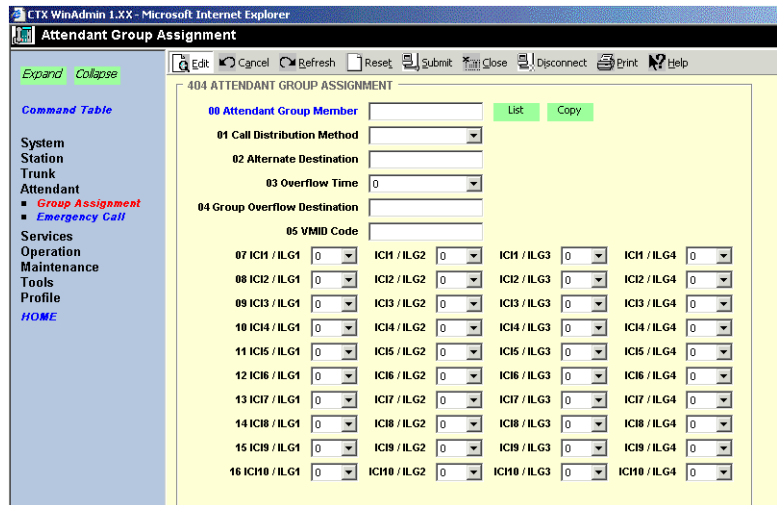 CTX WinAdmin 1.XX - Microsoft Internet Explorer
Attendant Group Assignment
Edit Cancel Refresh Reset Submit Close Disconnect Print Help
Expand Collapse
Command Table
System
Station
Trunk
Attendant
Group Assignment
Emergency Call
Services
Operation
Maintenance
Tools
Profile
HOME
404 ATTENDANT GROUP ASSIGNMENT
00 Attendant Group Member List Copy
01 Call Distribution Method
02 Alternate Destination
03 Overflow Time 0
04 Group Overflow Destination
05 VMID Code
07 ICI1 / ILG1 0 ICI1 / ILG2 0 ICI1 / ILG3 0 ICI1 / ILG4 0
08 ICI2 / ILG1 0 ICI2 / ILG2 0 ICI2 / ILG3 0 ICI2 / ILG4 0
09 ICI3 / ILG1 0 ICI3 / ILG2 0 ICI3 / ILG3 0 ICI3 / ILG4 0
10 ICI4 / ILG1 0 ICI4 / ILG2 0 ICI4 / ILG3 0 ICI4 / ILG4 0
11 ICI5 / ILG1 0 ICI5 / ILG2 0 ICI5 / ILG3 0 ICI5 / ILG4 0
12 ICI6 / ILG1 0 ICI6 / ILG2 0 ICI6 / ILG3 0 ICI6 / ILG4 0
13 ICI7 / ILG1 0 ICI7 / ILG2 0 ICI7 / ILG3 0 ICI7 / ILG4 0
14 ICI8 / ILG1 0 ICI8 / ILG2 0 ICI8 / ILG3 0 ICI8 / ILG4 0
15 ICI9 / ILG1 0 ICI9 / ILG2 0 ICI9 / ILG3 0 ICI9 / ILG4 0
16 ICI10 / ILG1 0 ICI10 / ILG2 0 ICI10 / ILG3 0 ICI10 / ILG4 0